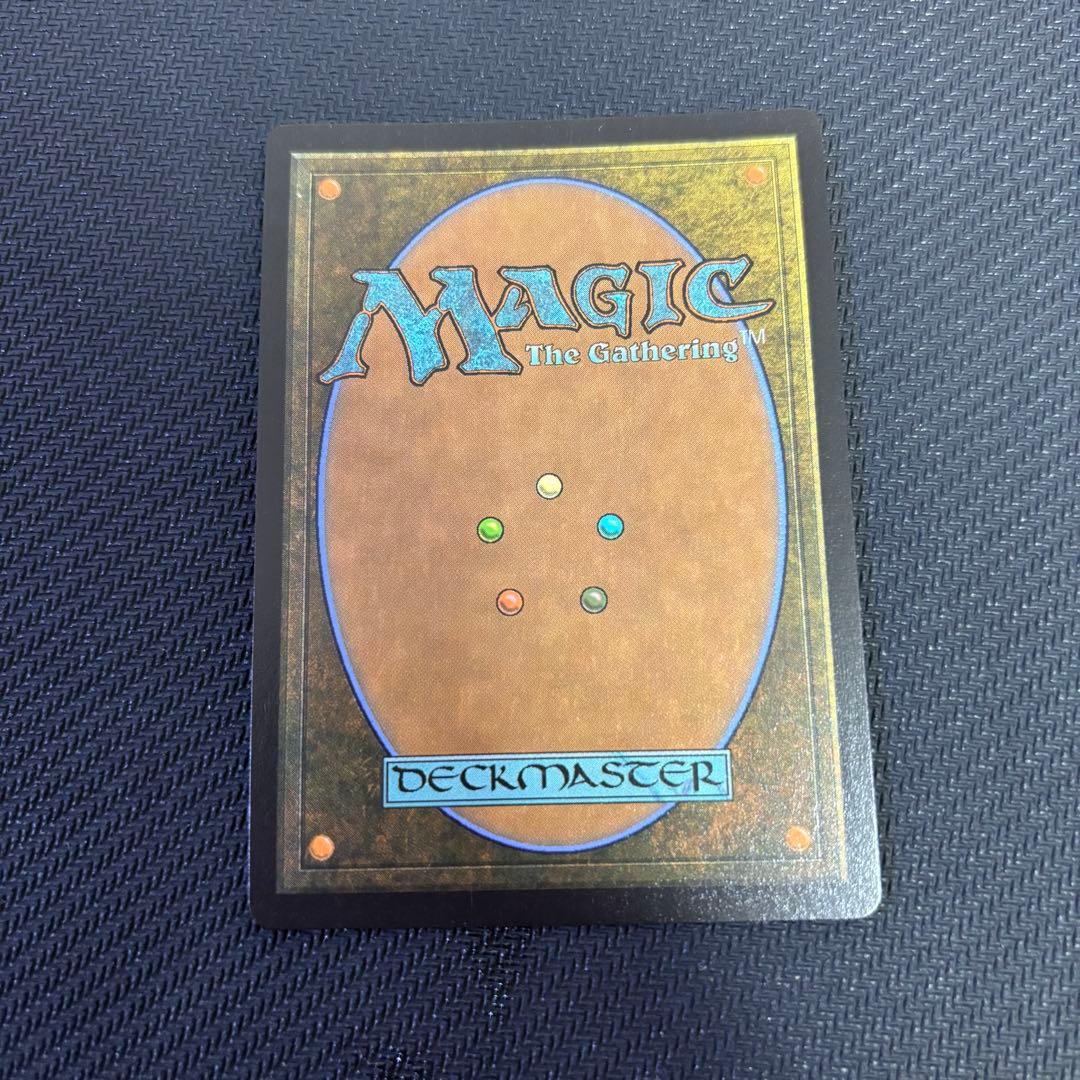 MAGIC
The Gathering™
DECKMASTER